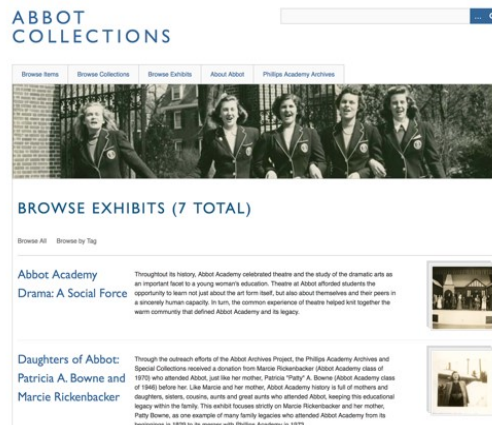 ABBOT
COLLECTIONS
...
Browse Items
Browse Collections
Browse Exhibits
About Abbot
Phillips Academy Archives
BROWSE EXHIBITS (7 TOTAL)
Browse All
Browse by Tag
Abbot Academy
Drama: A Social Force
Throughout its history, Abbot Academy celebrated theatre and the study of the dramatic arts as
an important facet to a young woman's education. Theatre at Abbot afforded students the
opportunity to learn not just about the art form itself, but also about themselves and their peers in
a sincerely human capacity. In turn, the common experience of theatre helped knit together the
warm communtiy that defined Abbot Academy and its legacy.
Daughters of Abbot:
Patricia A. Bowne and
Marcie Rickenbacker
Through the outreach efforts of the Abbot Archives Project, the Phillips Academy Archives and
Special Collections received a donation from Marcie Rickenbacker (Abbot Academy class of
1970) who attended Abbot, just like her mother, Patricia "Patty" A. Bowne (Abbot Academy class
of 1946) before her. Like Marcie and her mother, Abbot Academy history is full of mothers and
daughters, sisters, cousins, aunts and great aunts who attended Abbot, keeping this educational
legacy within the family. This exhibit focuses strictly on Marcie Rickenbacker and her mother,
Patty Bowne, as one example of many family legacies who attended Abbot Academy from its